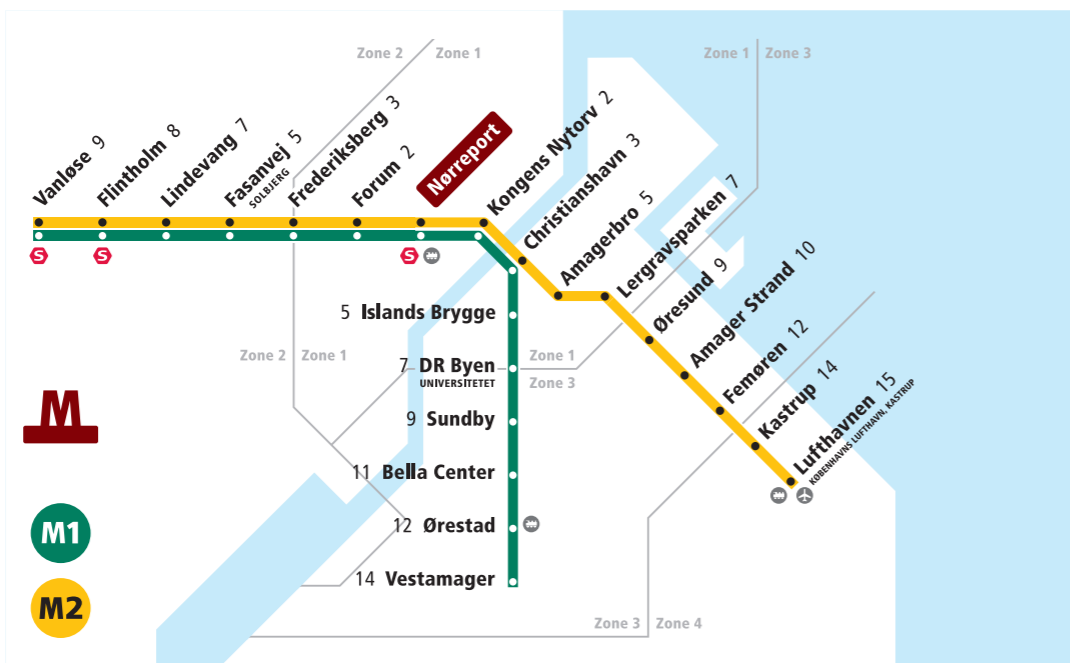 Zone 2
Zone 1
Zone 1
Zone 3
Vanløse 9
Flintholm 8
Lindevang 7
Fasanvej 5
SOLBJERG
Frederiksberg 3
Forum 2
Nørreport
Kongens Nytorv 2
Christianshavn 3
Amagerbro 5
Lergravsparken 7
Øresund 9
Amager Strand 10
Femøren 12
Kastrup 14
Lufthavnen 15
KØBENHAVNS LUFTHAVN, KASTRUP
S
S
S
5 Islands Brygge
Zone 2
Zone 1
7 DR Byen
UNIVERSITETET
Zone 1
Zone 3
9 Sundby
11 Bella Center
12 Ørestad
14 Vestamager
M
M1
M2
Zone 3
Zone 4